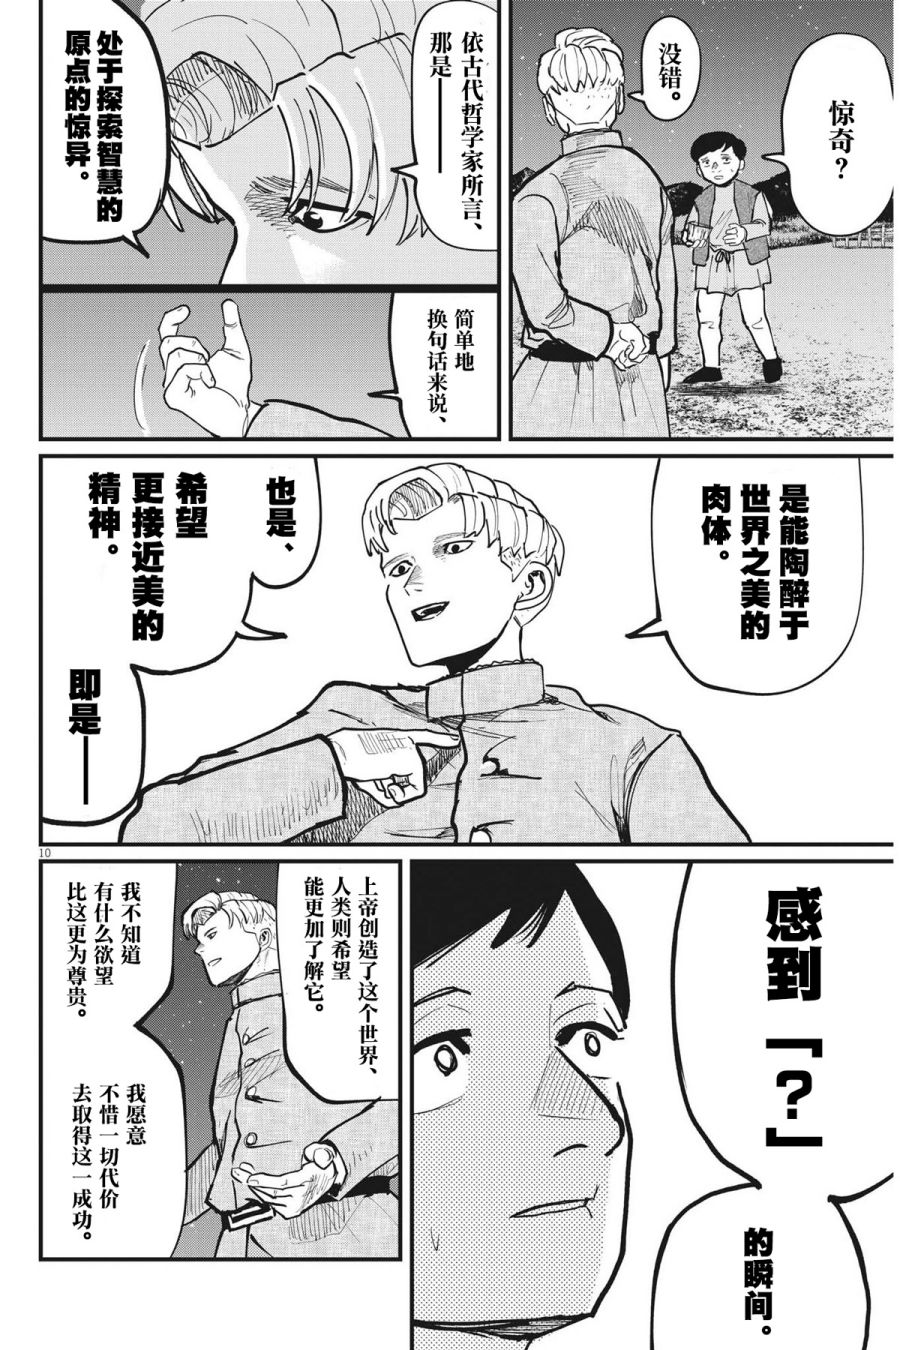 惊奇？
没错。
依古代哲学家所言、
那是——
处于探索智慧的
原点的惊异。
简单地
换句话来说、
是能陶醉于
世界之美的
肉体。
也是、
希望
更接近美的
精神。
即是——
感到「？」
的瞬间。
上帝创造了这个世界、
人类则希望
能更加了解它。
我不知道
有什么欲望
比这更为尊贵。
我愿意
不惜一切代价
去取得这一成功。
10